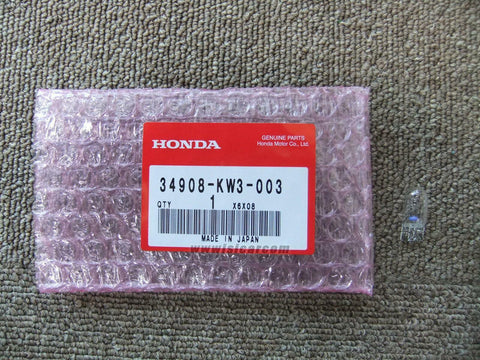 HONDA
GENUINE PARTS
Honda Motor Co., Ltd.
34908-KW3-003
QTY 1 X6X08
MADE IN JAPAN